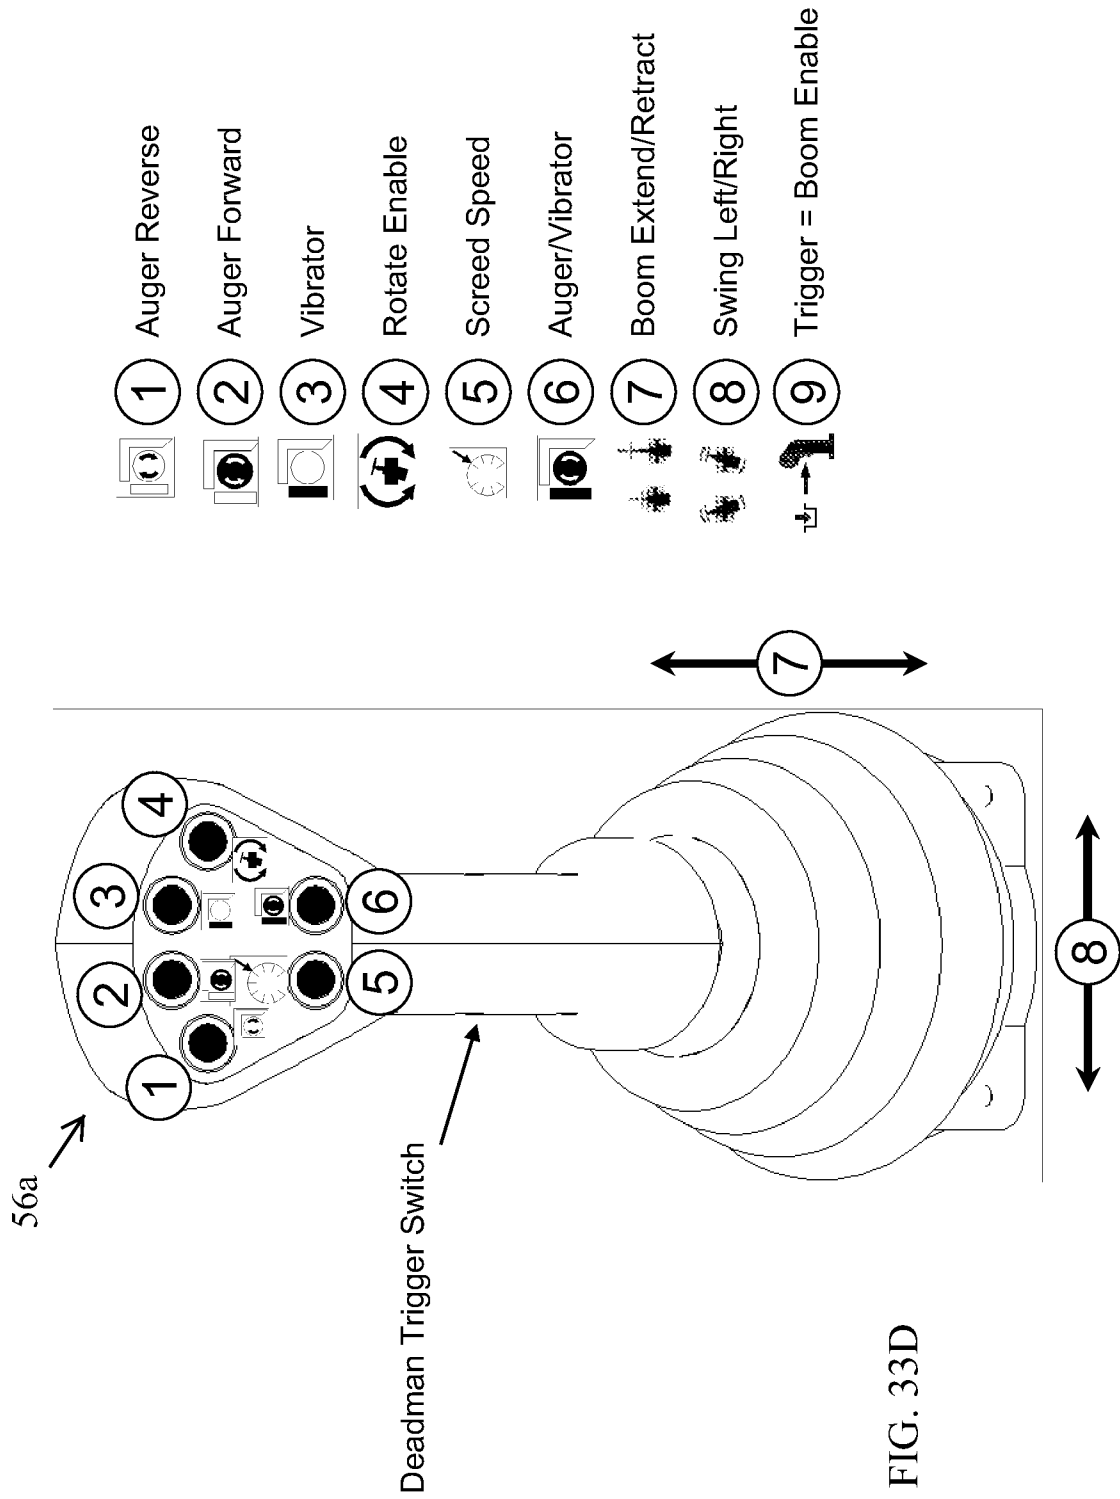 56a
1
2
3
4
5
6
Deadman Trigger Switch
7
8
1 Auger Reverse
2 Auger Forward
3 Vibrator
4 Rotate Enable
5 Screed Speed
6 Auger/Vibrator
7 Boom Extend/Retract
8 Swing Left/Right
9 Trigger = Boom Enable
FIG. 33D